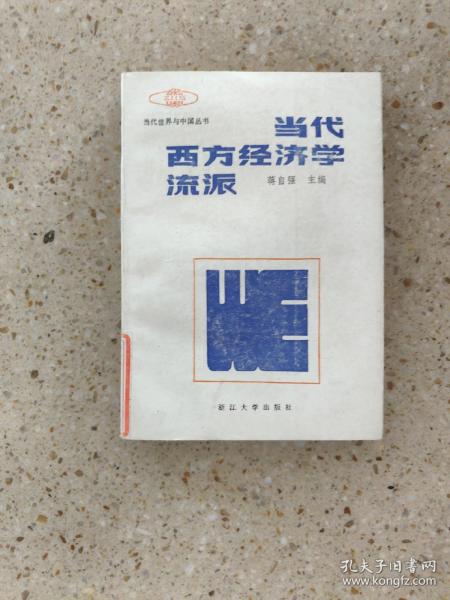 当代世界与中国丛书
当代
西方经济学
流派
蒋自强 主编
WE
浙江大学出版社
孔夫子旧书网
www.kongfz.com